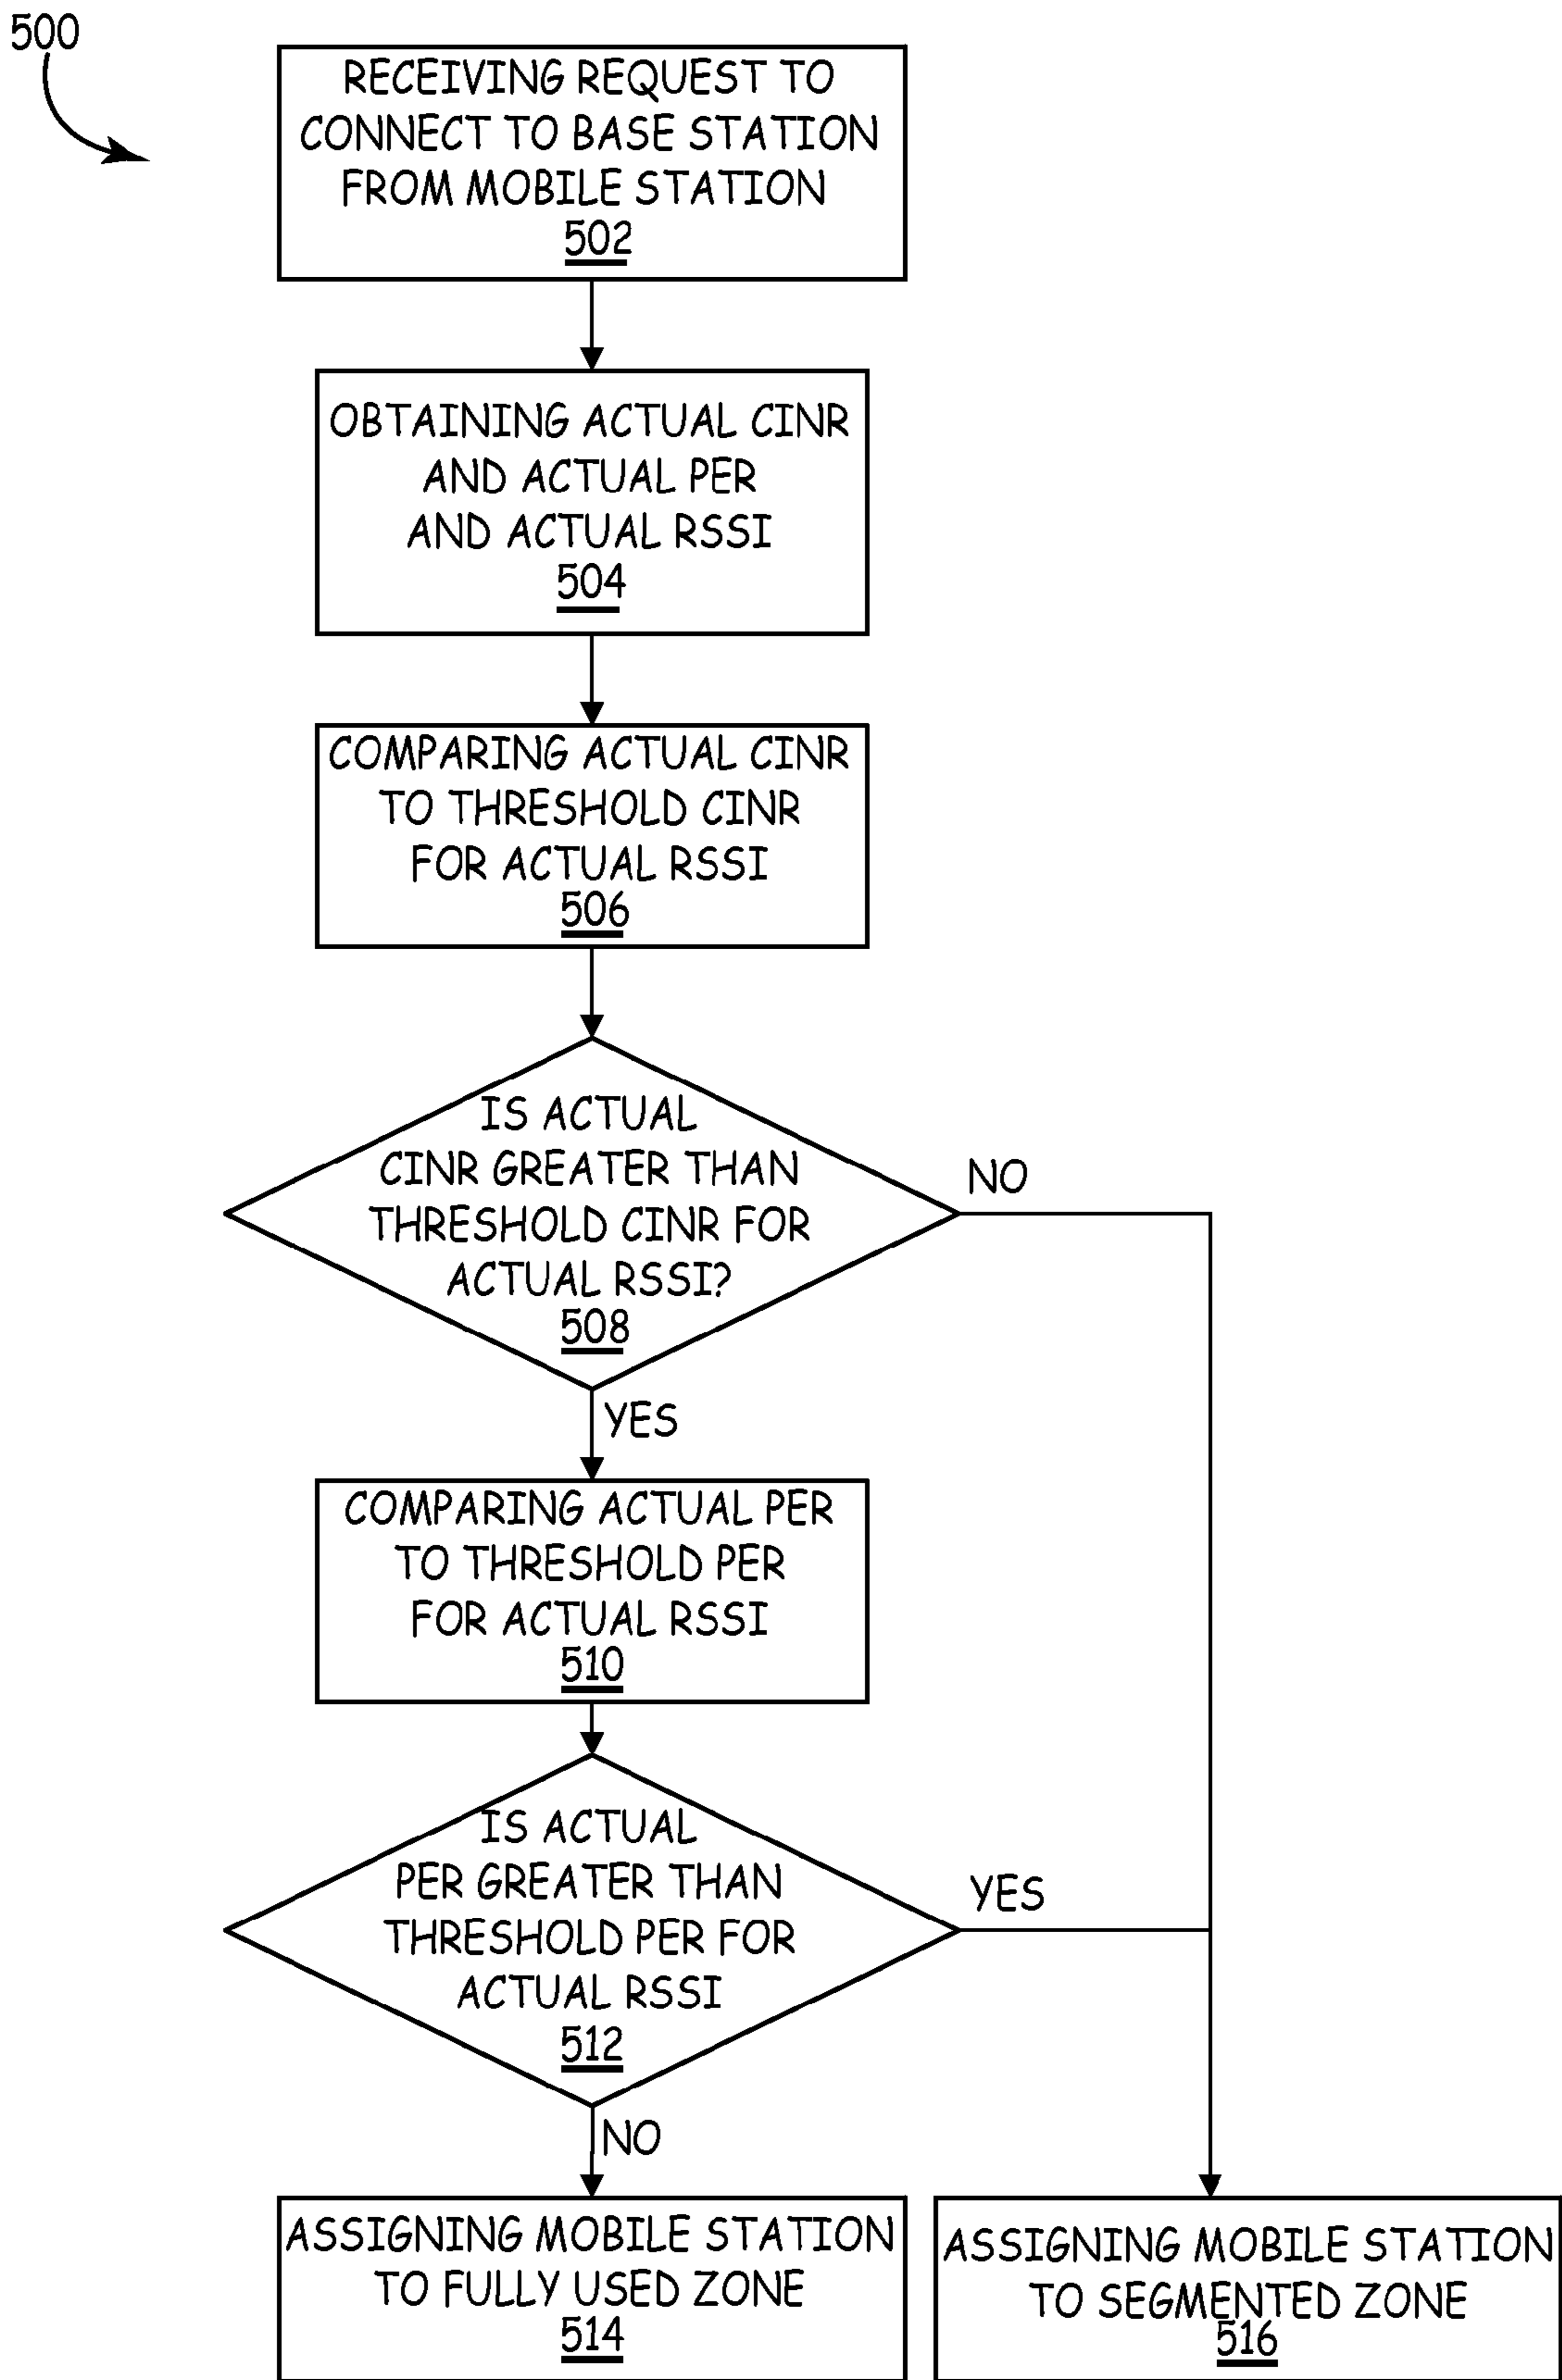 500
RECEIVING REQUEST TO
CONNECT TO BASE STATION
FROM MOBILE STATION
502
OBTAINING ACTUAL CINR
AND ACTUAL PER
AND ACTUAL RSSI
504
COMPARING ACTUAL CINR
TO THRESHOLD CINR
FOR ACTUAL RSSI
506
IS ACTUAL
CINR GREATER THAN
THRESHOLD CINR FOR
ACTUAL RSSI?
508
NO
YES
COMPARING ACTUAL PER
TO THRESHOLD PER
FOR ACTUAL RSSI
510
IS ACTUAL
PER GREATER THAN
THRESHOLD PER FOR
ACTUAL RSSI
512
YES
NO
ASSIGNING MOBILE STATION
TO FULLY USED ZONE
514
ASSIGNING MOBILE STATION
TO SEGMENTED ZONE
516